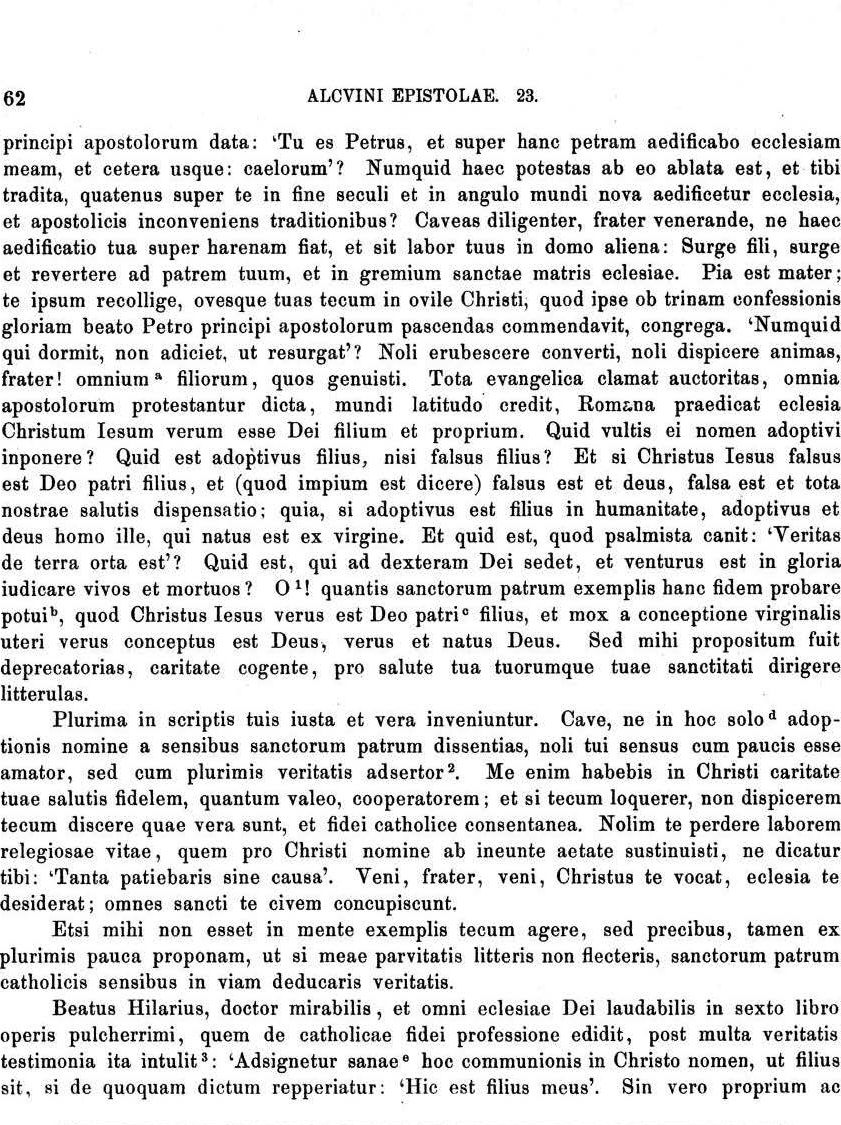 62 ALCVINI EPISTOLAE. 23.
principi apostolorum data: ‘Tu es Petrus, et super hanc petram aedificabo ecclesiam
meam, et cetera usque: caelorum’? Numquid haec potestas ab eo ablata est, et tibi
tradita, quatenus super te in fine seculi et in angulo mundi nova aedificetur ecclesia,
et apostolicis inconveniens traditionibus? Caveas diligenter, frater venerande, ne haec
aedificatio tua super harenam fiat, et sit labor tuus in domo aliena: Surge fili, surge
et revertere ad patrem tuum, et in gremium sanctae matris eclesiae. Pia est mater;
te ipsum recollige, ovesque tuas tecum in ovile Christi, quod ipse ob trinam confessionis
gloriam beato Petro principi apostolorum pascendas commendavit, congrega. ‘Numquid
qui dormit, non adiciet, ut resurgat’? Noli erubescere converti, noli dispicere animas,
frater! omnium ᵃ filiorum, quos genuisti. Tota evangelica clamat auctoritas, omnia
apostolorum protestantur dicta, mundi latitudo credit, Romana praedicat eclesia
Christum Iesum verum esse Dei filium et proprium. Quid vultis ei nomen adoptivi
inponere? Quid est adoptivus filius, nisi falsus filius? Et si Christus Iesus falsus
est Deo patri filius, et (quod impium est dicere) falsus est et deus, falsa est et tota
nostrae salutis dispensatio; quia, si adoptivus est filius in humanitate, adoptivus et
deus homo ille, qui natus est ex virgine. Et quid est, quod psalmista canit: ‘Veritas
de terra orta est’? Quid est, qui ad dexteram Dei sedet, et venturus est in gloria
iudicare vivos et mortuos? O ¹! quantis sanctorum patrum exemplis hanc fidem probare
potui ᵇ, quod Christus Iesus verus est Deo patri ᶜ filius, et mox a conceptione virginalis
uteri verus conceptus est Deus, verus et natus Deus. Sed mihi propositum fuit
deprecatorias, caritate cogente, pro salute tua tuorumque tuae sanctitati dirigere
litterulas.
Plurima in scriptis tuis iusta et vera inveniuntur. Cave, ne in hoc solo ᵈ adop-
tionis nomine a sensibus sanctorum patrum dissentias, noli tui sensus cum paucis esse
amator, sed cum plurimis veritatis adsertor ². Me enim habebis in Christi caritate
tuae salutis fidelem, quantum valeo, cooperatorem; et si tecum loquerer, non dispicerem
tecum discere quae vera sunt, et fidei catholice consentanea. Nolim te perdere laborem
relegiosae vitae, quem pro Christi nomine ab ineunte aetate sustinuisti, ne dicatur
tibi: ‘Tanta patiebaris sine causa’. Veni, frater, veni, Christus te vocat, eclesia te
desiderat; omnes sancti te civem concupiscunt.
Etsi mihi non esset in mente exemplis tecum agere, sed precibus, tamen ex
plurimis pauca proponam, ut si meae parvitatis litteris non flecteris, sanctorum patrum
catholicis sensibus in viam deducaris veritatis.
Beatus Hilarius, doctor mirabilis, et omni eclesiae Dei laudabilis in sexto libro
operis pulcherrimi, quem de catholicae fidei professione edidit, post multa veritatis
testimonia ita intulit ³: ‘Adsignetur sanae ᵉ hoc communionis in Christo nomen, ut filius
sit, si de quoquam dictum repperiatur: ‘Hic est filius meus’. Sin vero proprium ac